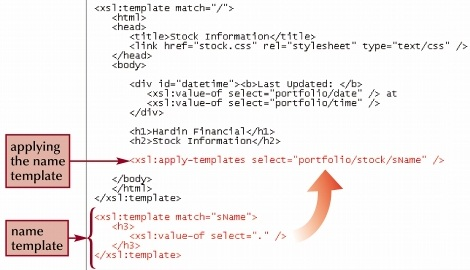 <xsl:template match="/">
<html>
<head>
<title>Stock Information</title>
<link href="stock.css" rel="stylesheet" type="text/css" />
</head>
<body>
<div id="datetime"><b>Last Updated: </b>
<xsl:value-of select="portfolio/date" /> at
<xsl:value-of select="portfolio/time" />
</div>
<h1>Hardin Financial</h1>
<h2>Stock Information</h2>
applying
the name
template
<xsl:apply-templates select="portfolio/stock/sName" />
</body>
</html>
</xsl:template>
name
template
<xsl:template match="sName">
<h3>
<xsl:value-of select="." />
</h3>
</xsl:template>